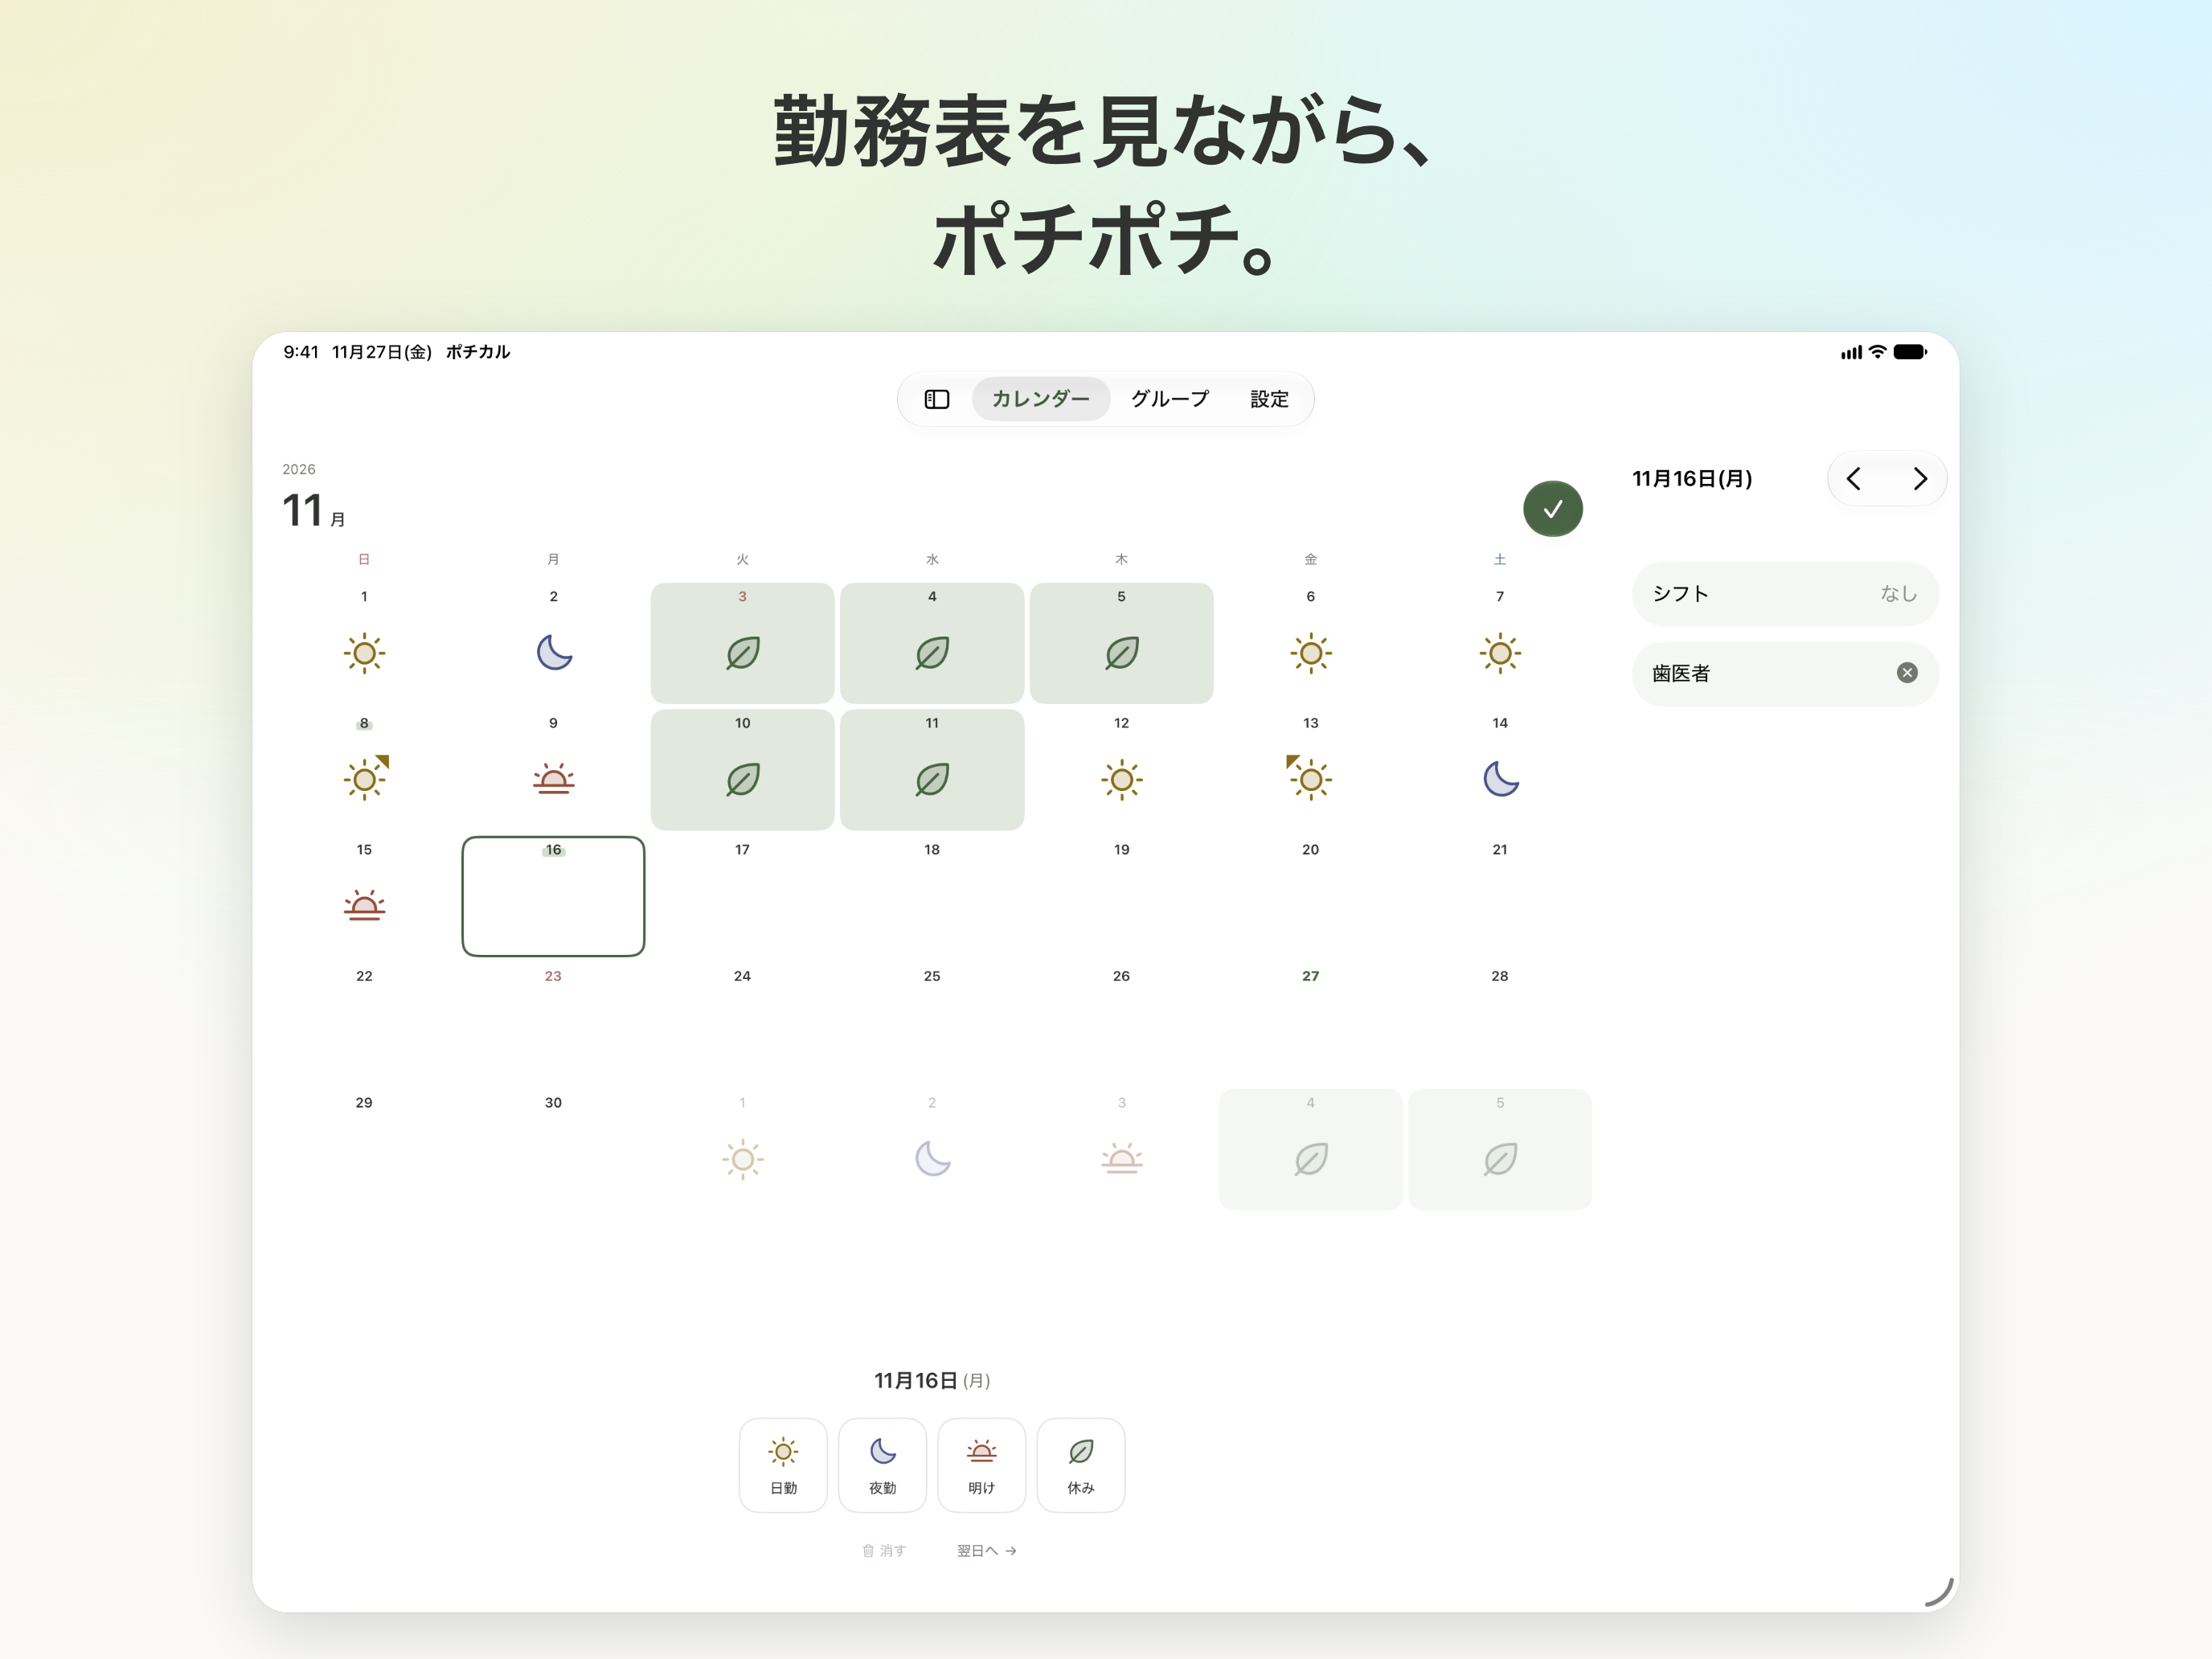 勤務表を見ながら、
ポチポチ。
9:41 11月27日(金) ポチカル
カレンダー グループ 設定
2026
11月
11月16日(月)
日 月 火 水 木 金 土
1 2 3 4 5 6 7
8 9 10 11 12 13 14
15 16 17 18 19 20 21
22 23 24 25 26 27 28
29 30 1 2 3 4 5
シフト なし
歯医者
11月16日(月)
日勤 夜勤 明け 休み
消す 翌日へ →